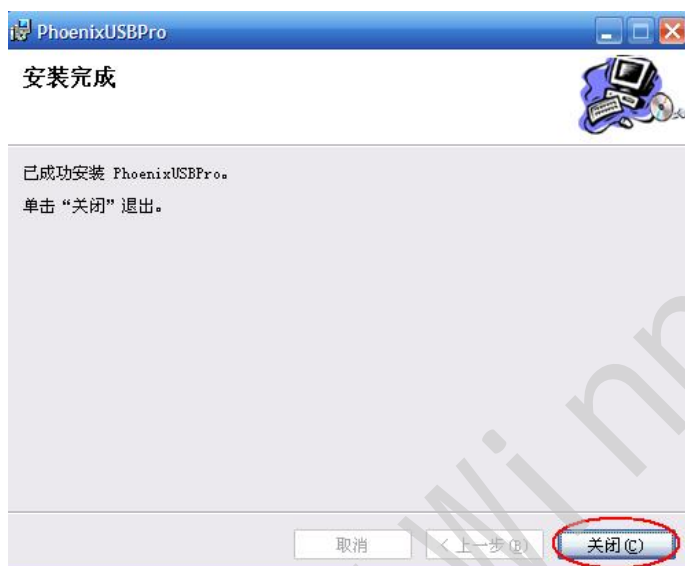 PhoenixUSBPro
安装完成
已成功安装 PhoenixUSBPro。
单击“关闭”退出。
取消
< 上一步(B)
关闭(C)